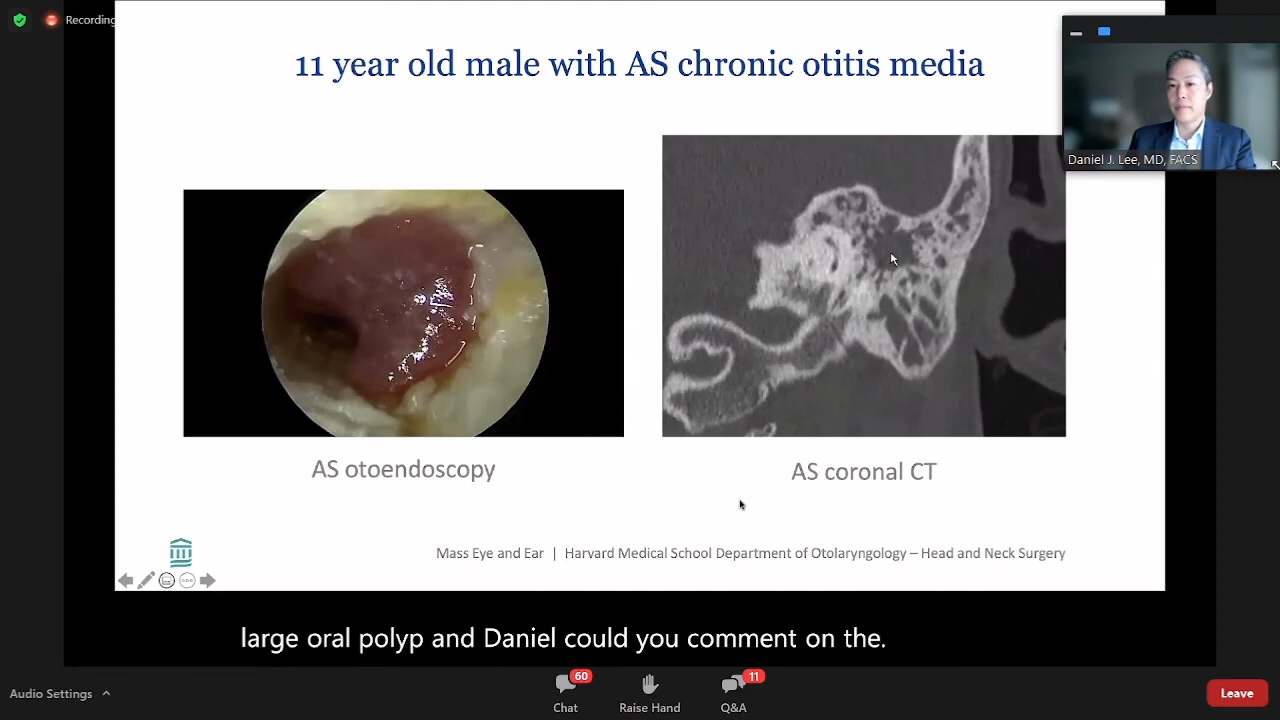 Recording
11 year old male with AS chronic otitis media
Daniel J. Lee, MD, FACS
AS otoendoscopy
AS coronal CT
Mass Eye and Ear | Harvard Medical School Department of Otolaryngology – Head and Neck Surgery
large oral polyp and Daniel could you comment on the.
Audio Settings
60
11
Chat
Raise Hand
Q&A
Leave